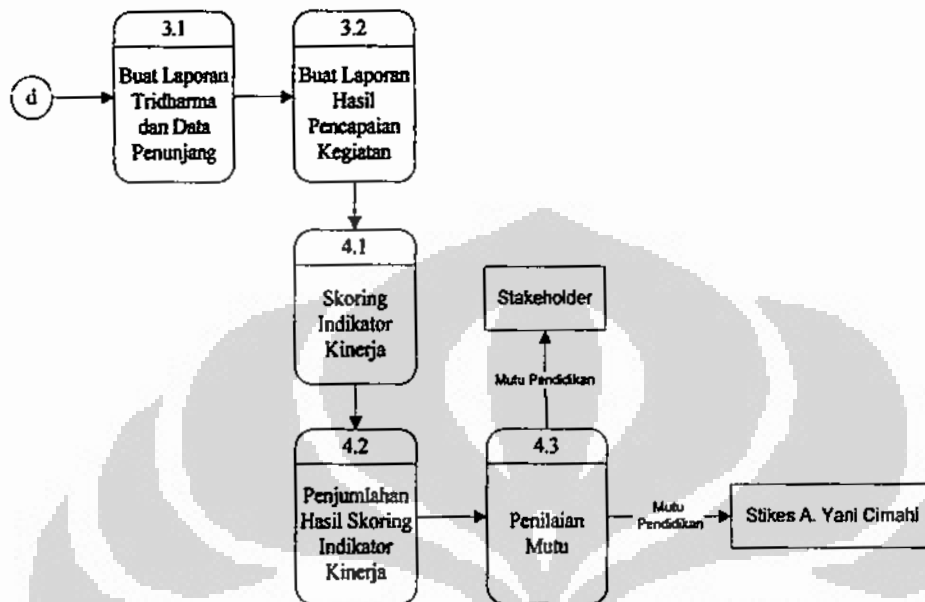 3.1
3.2
d
Buat Laporan
Tridharma
dan Data
Penunjang
Buat Laporan
Hasil
Pencapaian
Kegiatan
4.1
Skoring
Indikator
Kinerja
Stakeholder
Mutu Pendidikan
4.2
Penjumlahan
Hasil Skoring
Indikator
Kinerja
4.3
Penilaian
Mutu
Mutu
Pendidikan
Stikes A. Yani Cimahi